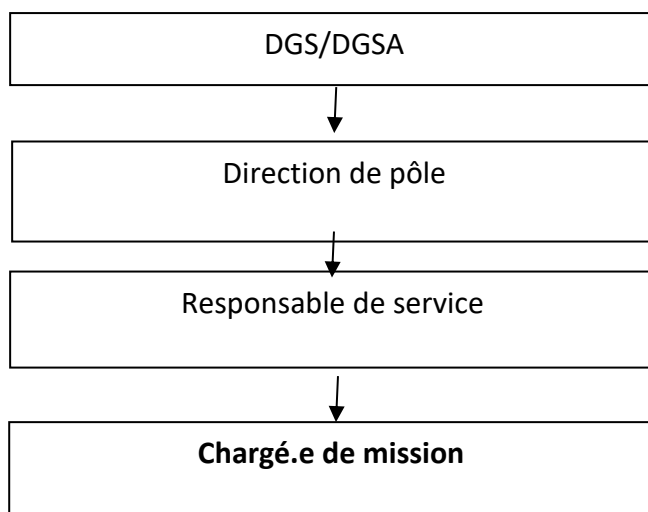 DGS/DGSA
Direction de pôle
Responsable de service
Chargé.e de mission